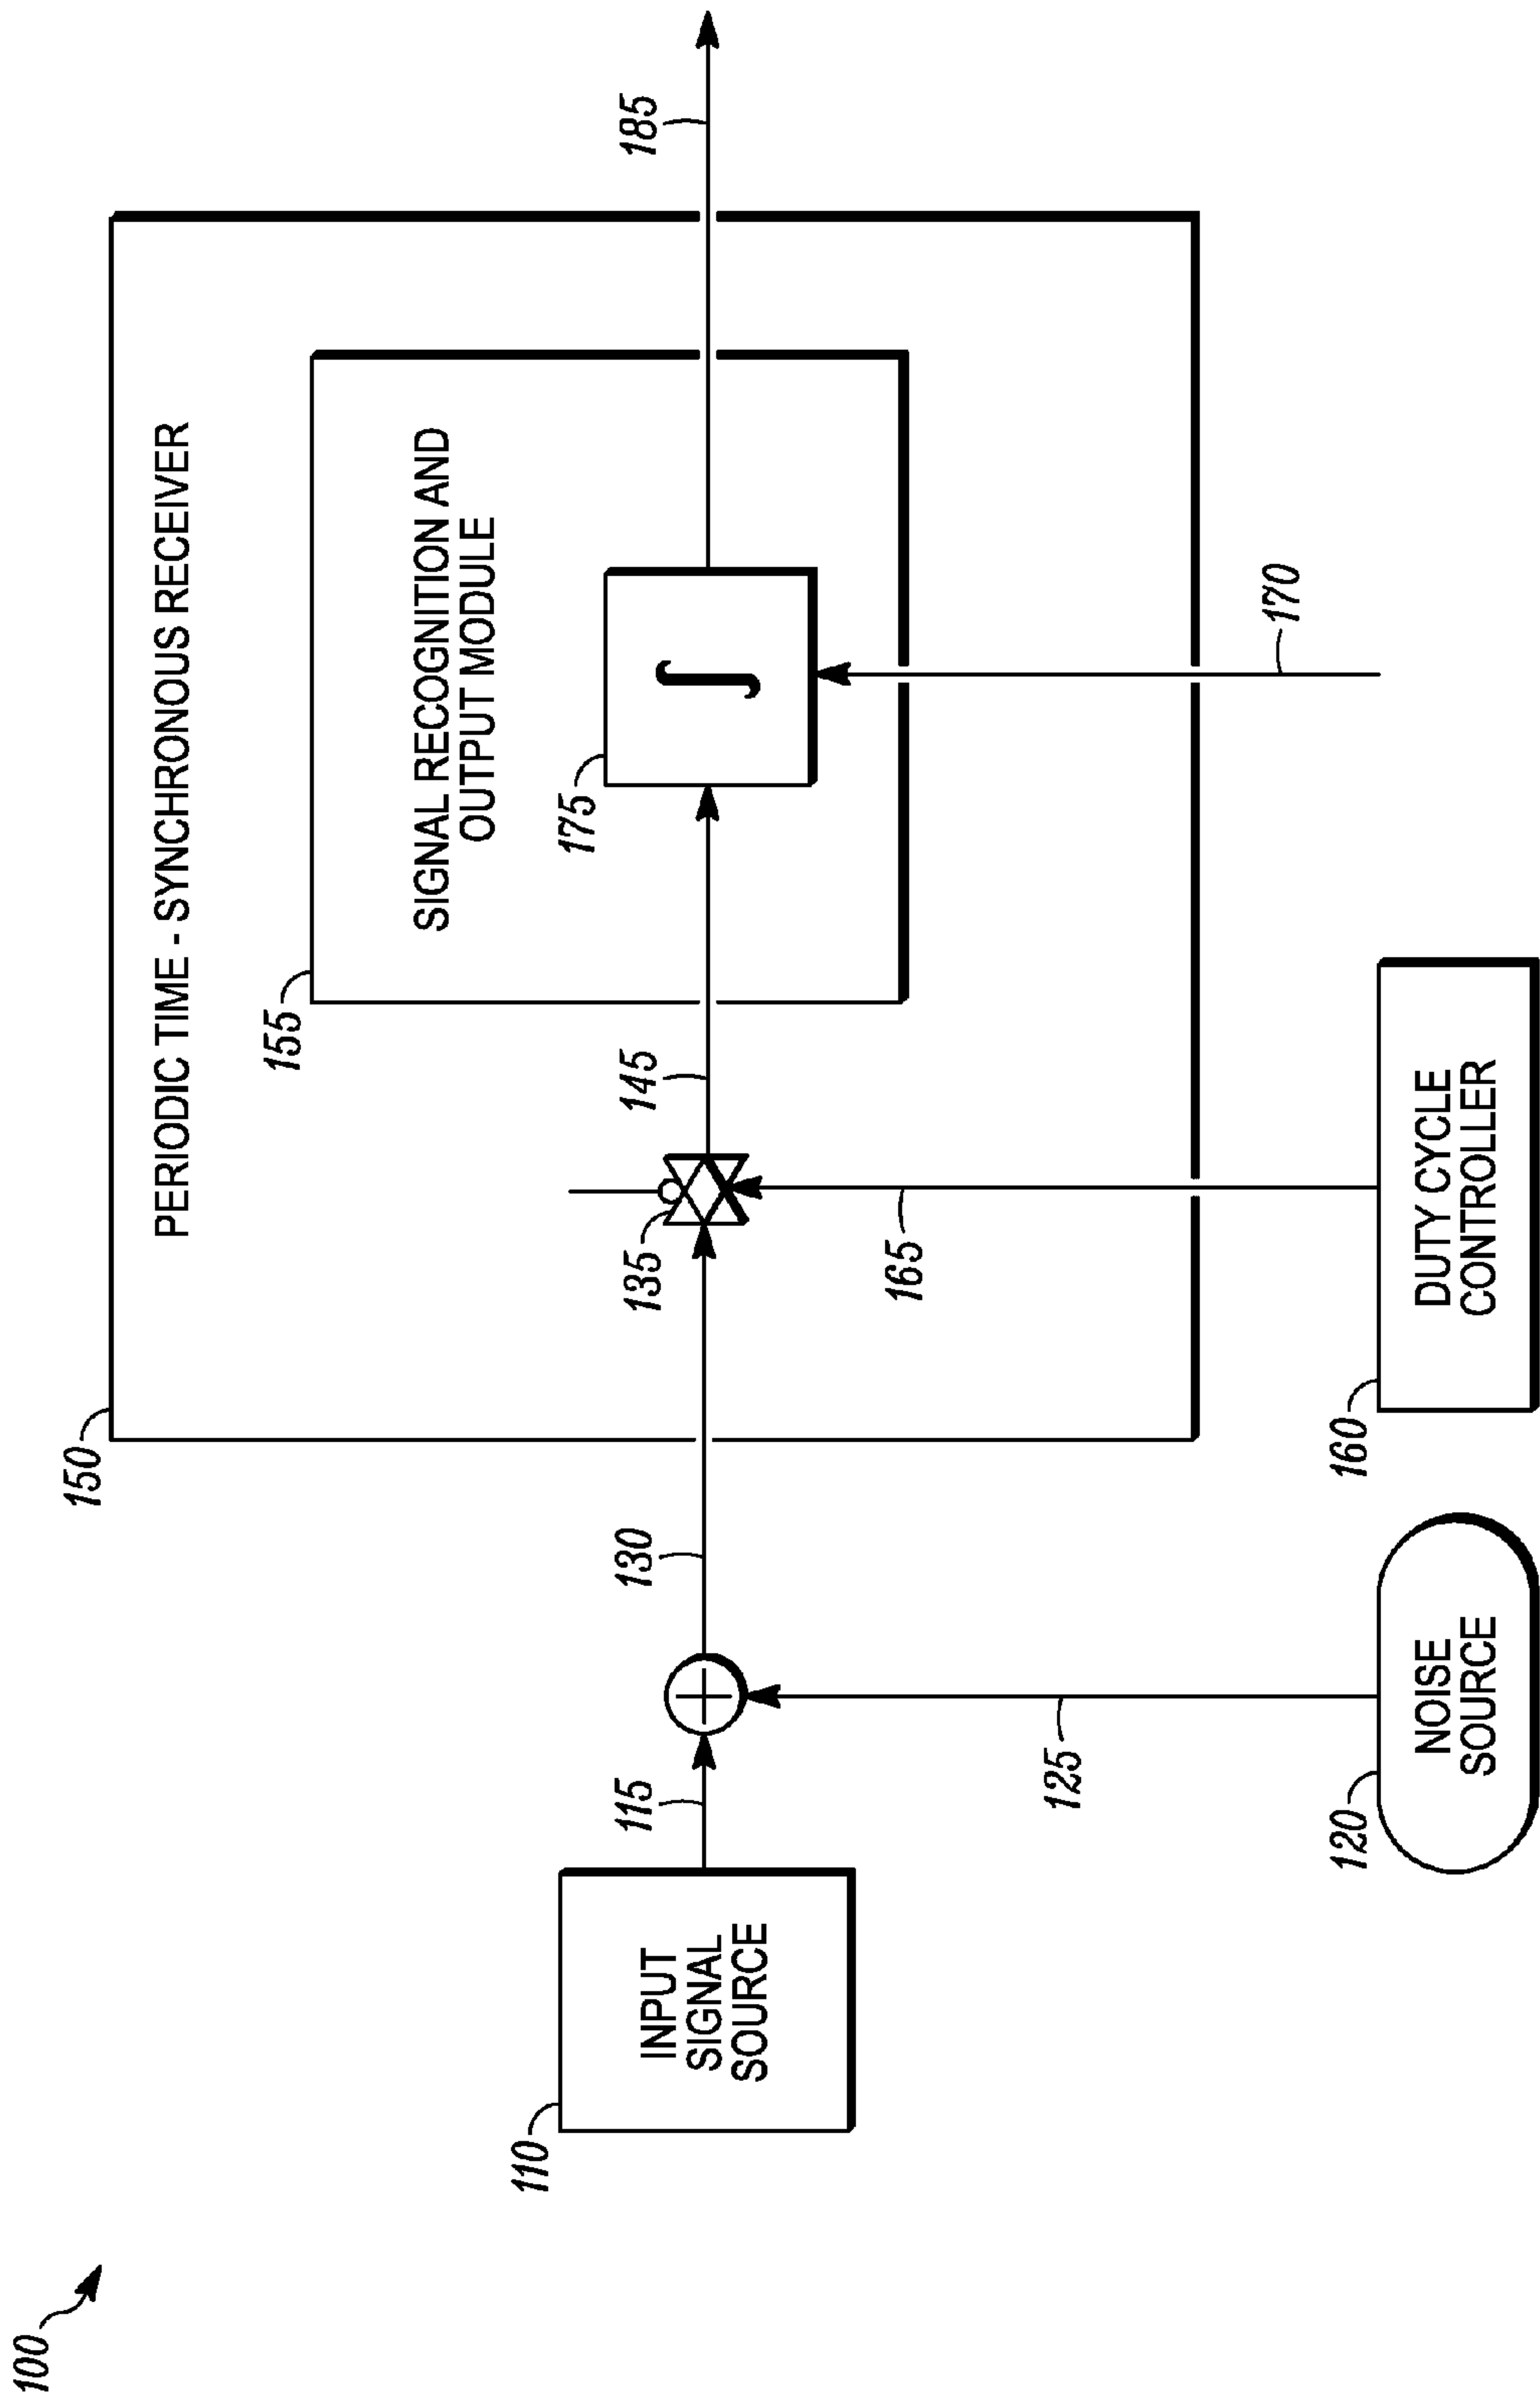 100
150
PERIODIC TIME - SYNCHRONOUS RECEIVER
155
SIGNAL RECOGNITION AND
OUTPUT MODULE
110
INPUT
SIGNAL
SOURCE
115
130
135
145
175
∫
185
125
165
170
120
NOISE
SOURCE
160
DUTY CYCLE
CONTROLLER